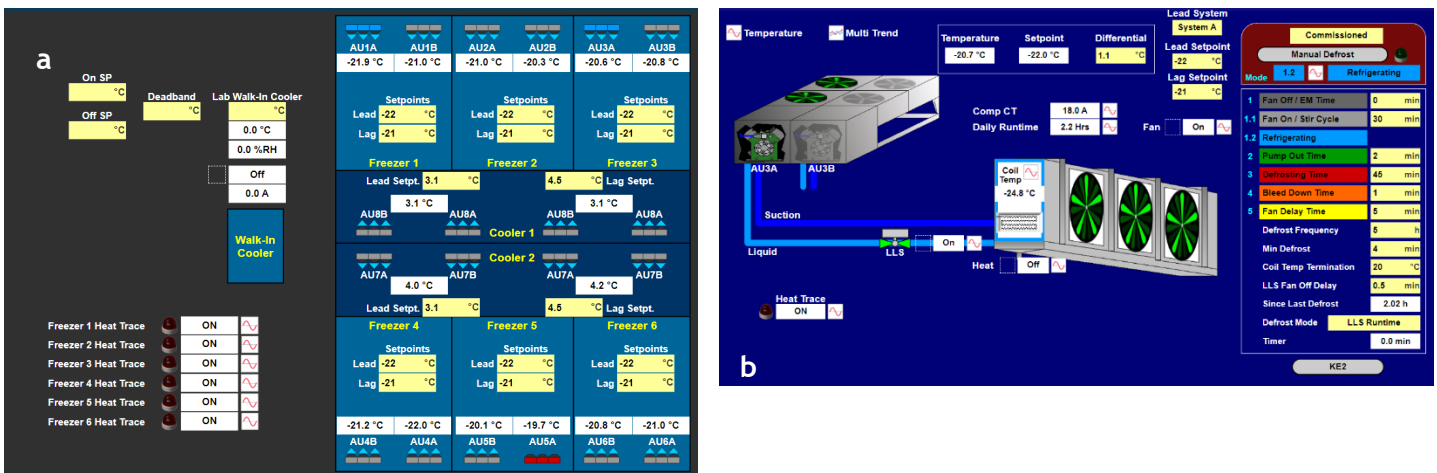 a
On SP
°C
Off SP
°C
Deadband
°C
Lab Walk-In Cooler
°C
0.0 °C
0.0 %RH
Off
0.0 A
Walk-In
Cooler
Freezer 1 Heat Trace ON
Freezer 2 Heat Trace ON
Freezer 3 Heat Trace ON
Freezer 4 Heat Trace ON
Freezer 5 Heat Trace ON
Freezer 6 Heat Trace ON
AU1A AU1B AU2A AU2B AU3A AU3B
-21.9 °C -21.0 °C -21.0 °C -20.3 °C -20.6 °C -20.8 °C
Setpoints Setpoints Setpoints
Lead -22 °C Lead -22 °C Lead -22 °C
Lag -21 °C Lag -21 °C Lag -21 °C
Freezer 1 Freezer 2 Freezer 3
Lead Setpt. 3.1 °C 4.5 °C Lag Setpt.
3.1 °C 3.1 °C
AU8B AU8A AU8B AU8A
Cooler 1
Cooler 2
AU7A AU7B AU7A AU7B
4.0 °C 4.2 °C
Lead Setpt. 3.1 °C 4.5 °C Lag Setpt.
Freezer 4 Freezer 5 Freezer 6
Setpoints Setpoints Setpoints
Lead -22 °C Lead -22 °C Lead -22 °C
Lag -21 °C Lag -21 °C Lag -21 °C
-21.2 °C -22.0 °C -20.1 °C -19.7 °C -20.8 °C -21.0 °C
AU4B AU4A AU5B AU5A AU6B AU6A
b
Temperature
Multi Trend
Temperature Setpoint Differential
-20.7 °C -22.0 °C 1.1 °C
Lead System
System A
Lead Setpoint
-22 °C
Lag Setpoint
-21 °C
Comp CT 18.0 A
Daily Runtime 2.2 Hrs
Fan On
AU3A AU3B
Coil
Temp
-24.8 °C
Suction
Liquid
LLS
On
Heat Off
Heat Trace
ON
Commissioned
Manual Defrost
Mode 1.2 Refrigerating
1 Fan Off / EM Time 0 min
1.1 Fan On / Stir Cycle 30 min
1.2 Refrigerating
2 Pump Out Time 2 min
3 Defrosting Time 45 min
4 Bleed Down Time 1 min
5 Fan Delay Time 5 min
Defrost Frequency 5 h
Min Defrost 4 min
Coil Temp Termination 20 °C
LLS Fan Off Delay 0.5 min
Since Last Defrost 2.02 h
Defrost Mode LLS Runtime
Timer 0.0 min
KE2